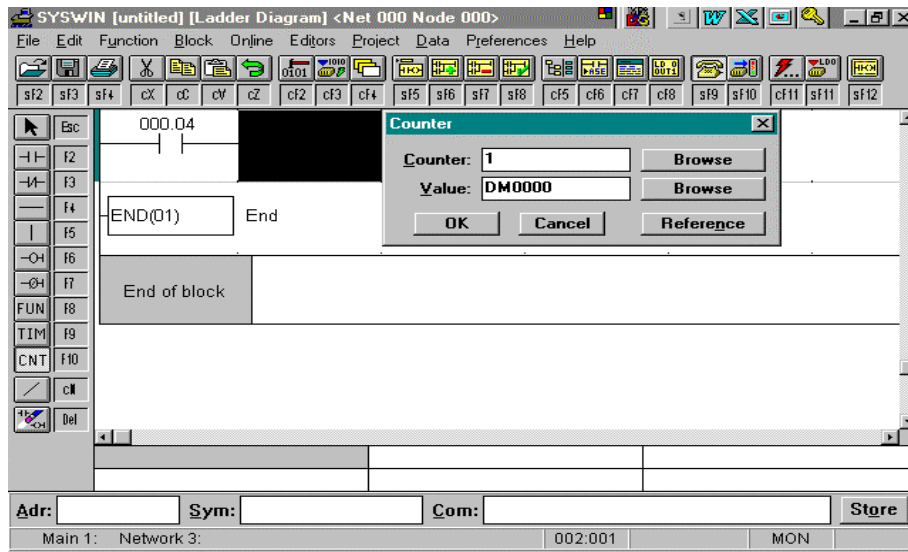 SYSWIN [untitled] [Ladder Diagram] <Net 000 Node 000>
File Edit Function Block Online Editors Project Data Preferences Help
sf2 sf3 sf4 cX cC cV cZ cf2 cf3 cf4 sf5 sf6 sf7 sf8 cf5 cf6 cf7 cf8 sf9 sf10 cf11 sf11 sf12
Esc
F2
F3
F4
F5
F6
F7
FUN F8
TIM F9
CNT F10
Del
000.04
END(01) End
End of block
Counter
Counter: 1 Browse
Value: DM0000 Browse
OK Cancel Reference
Adr: Sym: Com: Store
Main 1: Network 3: 002:001 MON